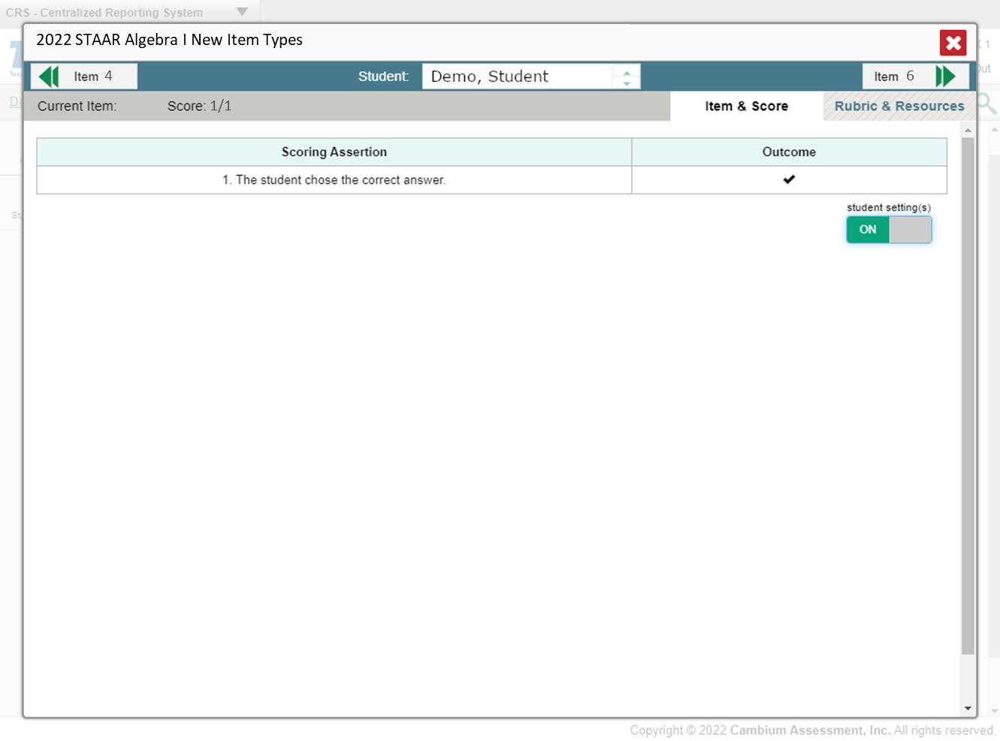 CRS - Centralized Reporting System
2022 STAAR Algebra I New Item Types
Item 4
Student:
Demo, Student
Item 6
Current Item:
Score: 1/1
Item & Score
Rubric & Resources
Scoring Assertion
Outcome
1. The student chose the correct answer.
student setting(s)
ON
Copyright © 2022 Cambium Assessment, Inc. All rights reserved.